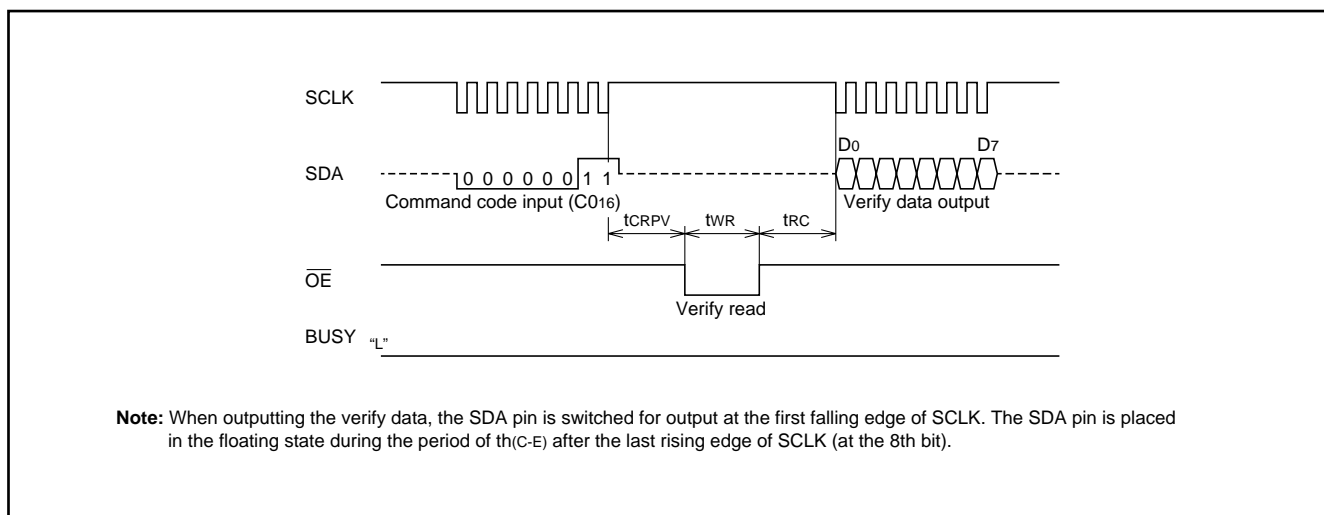 SCLK
D0 D7
SDA
0 0 0 0 0 0 1 1
Command code input (C016) Verify data output
tCRPV tWR tRC
OE
Verify read
BUSY “L”
Note: When outputting the verify data, the SDA pin is switched for output at the first falling edge of SCLK. The SDA pin is placed
in the floating state during the period of th(C-E) after the last rising edge of SCLK (at the 8th bit).